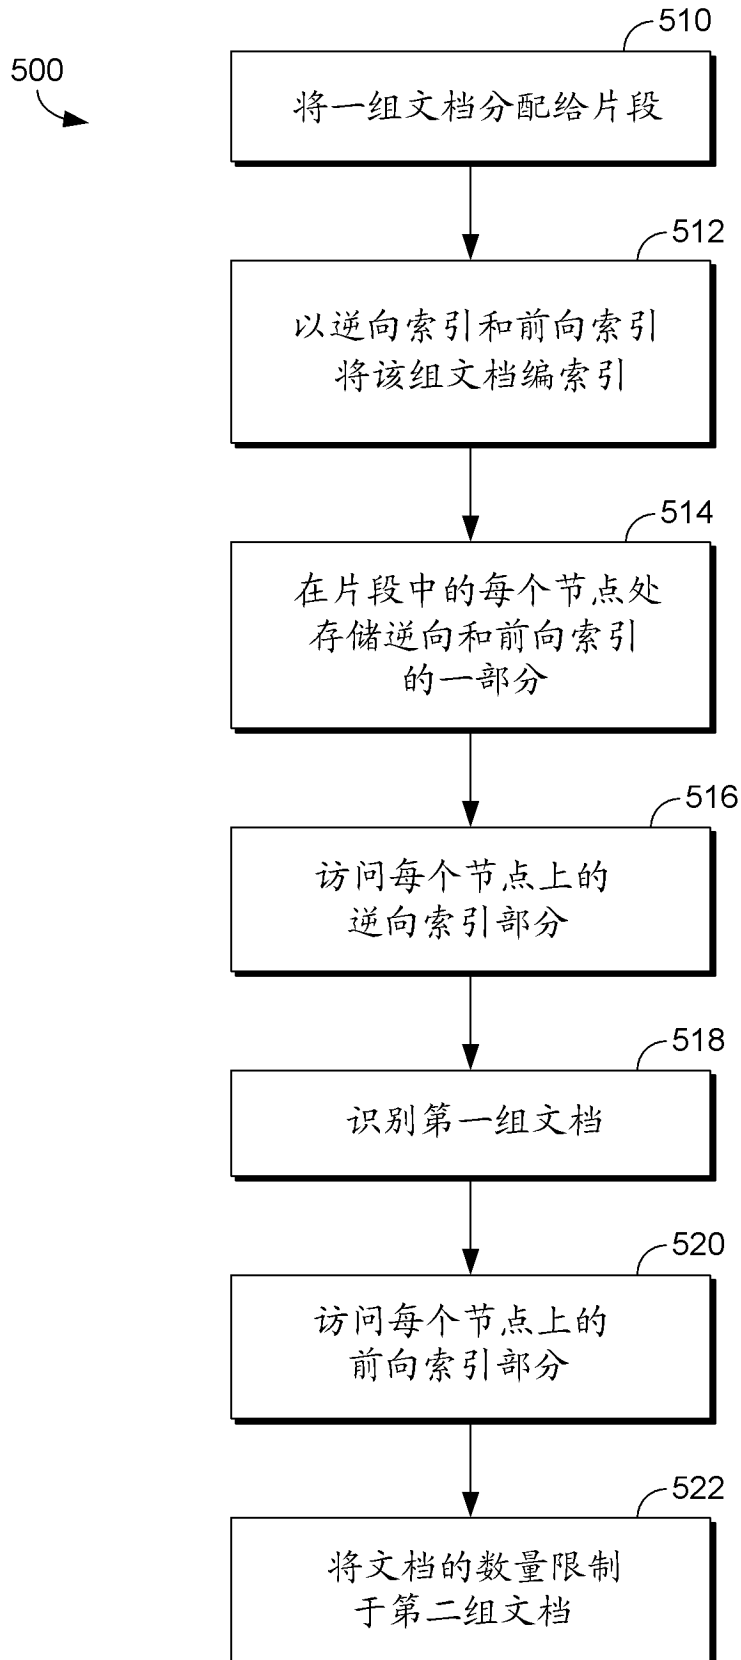 500
510
将一组文档分配给片段
512
以逆向索引和前向索引
将该组文档编索引
514
在片段中的每个节点处
存储逆向和前向索引
的一部分
516
访问每个节点上的
逆向索引部分
518
识别第一组文档
520
访问每个节点上的
前向索引部分
522
将文档的数量限制
于第二组文档